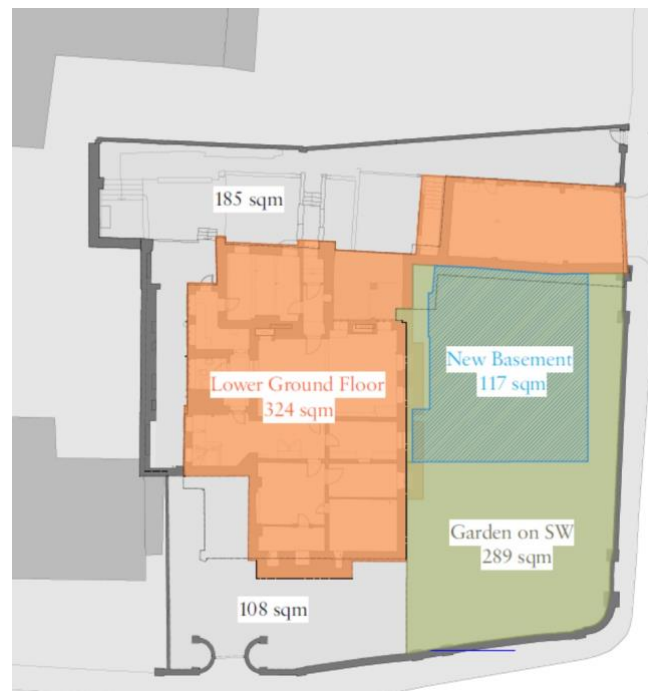 185 sqm
New Basement
117 sqm
Lower Ground Floor
324 sqm
Garden on SW
289 sqm
108 sqm